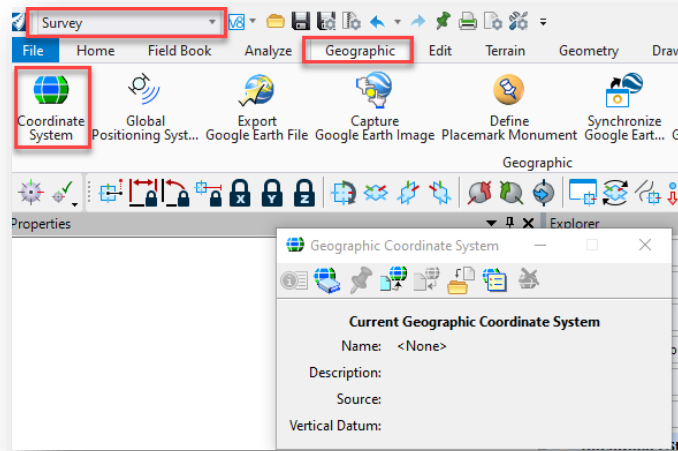 Survey
V8
File Home Field Book Analyze Geographic Edit Terrain Geometry Draw
Coordinate System
Global Positioning Syst...
Export Google Earth File
Capture Google Earth Image
Define Placemark Monument
Synchronize Google Eart...
Geographic
X Y Z
Properties
Explorer
Geographic Coordinate System
Current Geographic Coordinate System
Name: <None>
Description:
Source:
Vertical Datum: